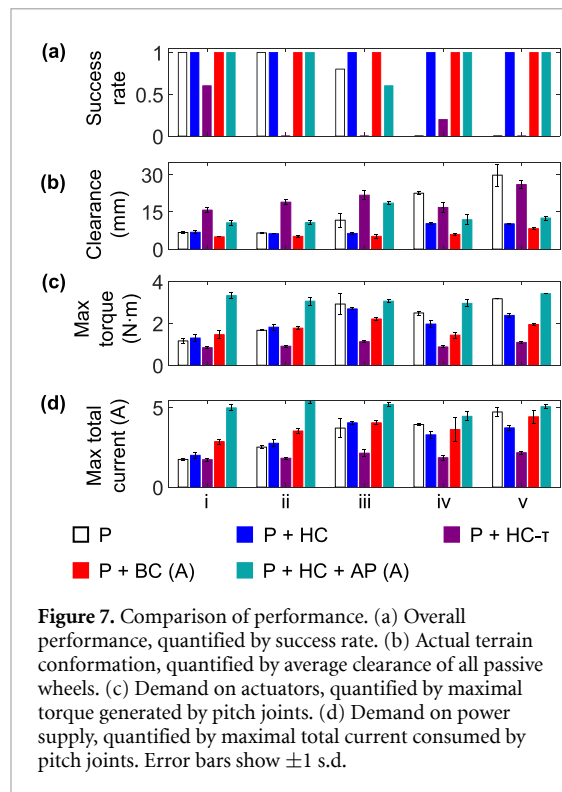 (a)
Success
rate
1
0.5
0
(b)
Clearance
(mm)
30
15
0
(c)
Max
torque
(N·m)
4
2
0
(d)
Max total
current (A)
5
0
i ii iii iv v
P P + HC P + HC-τ
P + BC (A) P + HC + AP (A)
Figure 7. Comparison of performance. (a) Overall
performance, quantified by success rate. (b) Actual terrain
conformation, quantified by average clearance of all passive
wheels. (c) Demand on actuators, quantified by maximal
torque generated by pitch joints. (d) Demand on power
supply, quantified by maximal total current consumed by
pitch joints. Error bars show ±1 s.d.